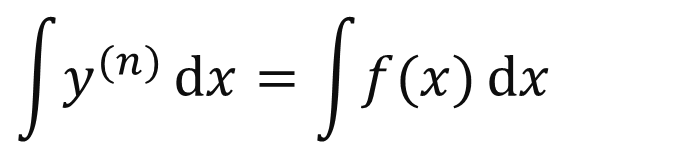 ∫ y⁽ⁿ⁾ dx = ∫ f(x) dx